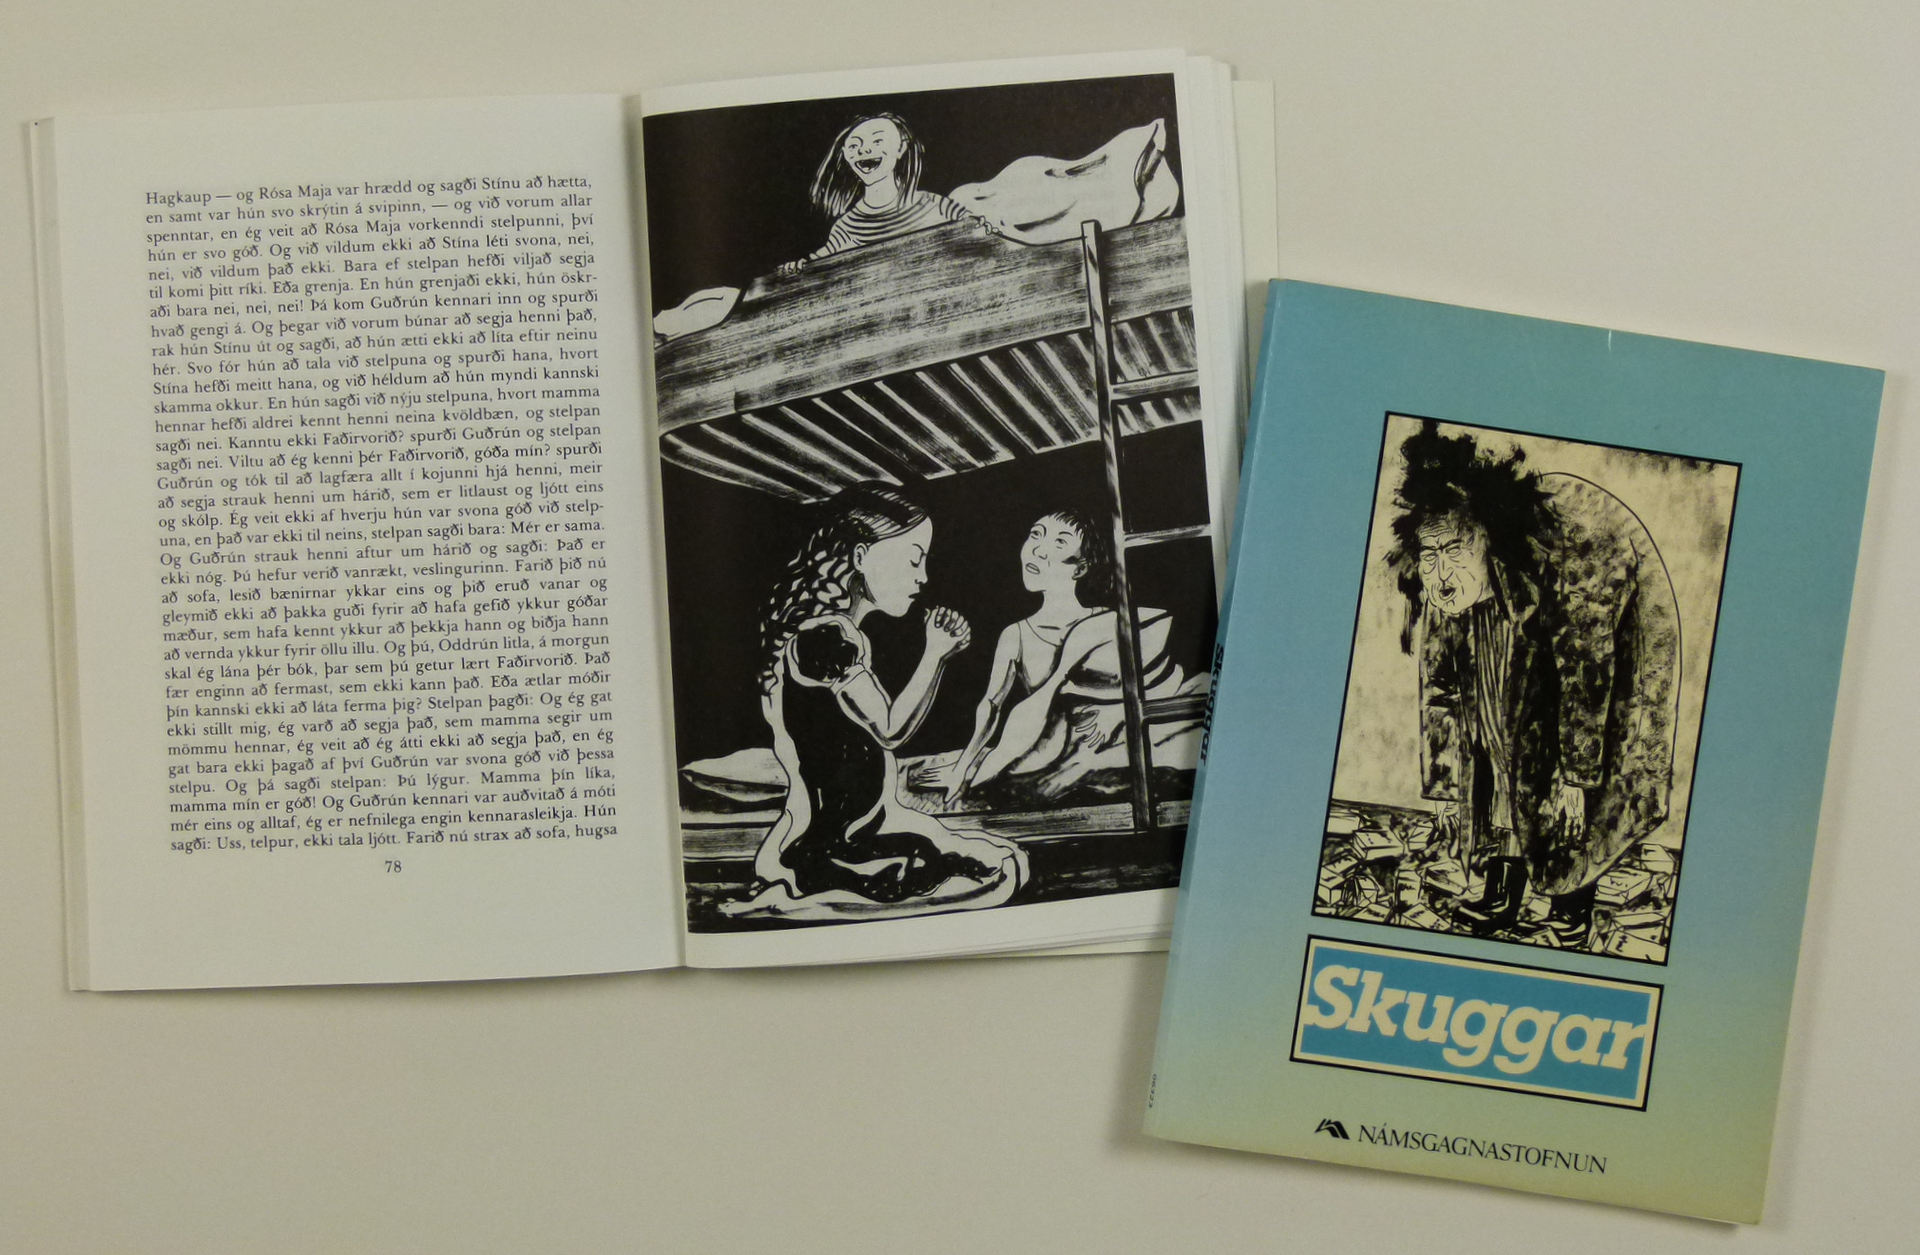 Hagkaup — og Rósa Maja var hrædd og sagði Stínu að hætta,
en samt var hún svo skrýtin á svipinn, — og við vorum allar
spenntar, en ég veit að Rósa Maja vorkenndi stelpunni, því
hún er svo góð. Og við vildum ekki að Stína léti svona, nei,
nei, við vildum það ekki. Bara ef stelpan hefði viljað segja
til komi þitt ríki. Eða grenja. En hún grenjaði ekki, hún öskr-
aði bara nei, nei, nei! Þá kom Guðrún kennari inn og spurði
hvað gengi á. Og þegar við vorum búnar að segja henni það,
rak hún Stínu út og sagði, að hún ætti ekki að líta eftir neinu
hér. Svo fór hún að tala við stelpuna og spurði hana, hvort
Stína hefði meitt hana, og við héldum að hún myndi kannski
skamma okkur. En hún sagði við nýju stelpuna, hvort mamma
hennar hefði aldrei kennt henni neina kvöldbæn, og stelpan
sagði nei. Kanntu ekki Faðirvorið? spurði Guðrún og stelpan
sagði nei. Viltu að ég kenni þér Faðirvorið, góða mín? spurði
Guðrún og tók til að lagfæra allt í kojunni hjá henni, meir
að segja strauk henni um hárið, sem er litlaust og ljótt eins
og skólp. Ég veit ekki af hverju hún var svona góð við stelp-
una, en það var ekki til neins, stelpan sagði bara: Mér er sama.
Og Guðrún strauk henni aftur um hárið og sagði: Það er
ekki nóg. Þú hefur verið vanrækt, veslingurinn. Farið þið nú
að sofa, lesið bænirnar ykkar eins og þið eruð vanar og
gleymið ekki að þakka guði fyrir að hafa gefið ykkur góðar
mæður, sem hafa kennt ykkur að þekkja hann og biðja hann
að vernda ykkur fyrir öllu illu. Og þú, Oddrún litla, á morgun
skal ég lána þér bók, þar sem þú getur lært Faðirvorið. Það
fær enginn að fermast, sem ekki kann það. Eða ætlar móðir
þín kannski ekki að láta ferma þig? Stelpan þagði: Og ég gat
ekki stillt mig, ég varð að segja það, sem mamma segir um
mömmu hennar, ég veit að ég átti ekki að segja það, en ég
gat bara ekki þagað af því Guðrún var svona góð við þessa
stelpu. Og þá sagði stelpan: Þú lýgur. Mamma þín líka,
mamma mín er góð! Og Guðrún kennari var auðvitað á móti
mér eins og alltaf, ég er nefnilega engin kennarasleikja. Hún
sagði: Uss, telpur, ekki tala ljótt. Farið nú strax að sofa, hugsa
78
Skuggar
Skuggar
NÁMSGAGNASTOFNUN